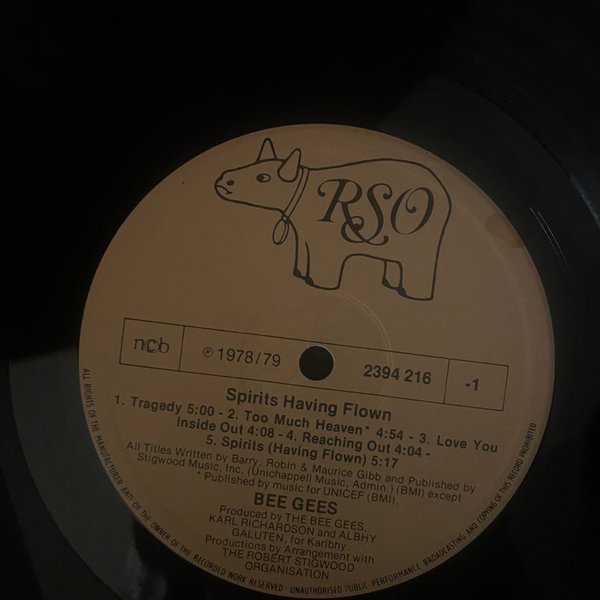 RSO
ncb
℗ 1978/79
2394 216
-1
Spirits Having Flown
1. Tragedy 5:00 - 2. Too Much Heaven* 4:54 - 3. Love You
Inside Out 4:08 - 4. Reaching Out 4:04 -
5. Spirits (Having Flown) 5:17
All Titles Written by Barry, Robin & Maurice Gibb and Published by
Stigwood Music, Inc. (Unichappell Music, Admin.) (BMI) except
* Published by music for UNICEF (BMI).
BEE GEES
Produced by THE BEE GEES,
KARL RICHARDSON and ALBHY
GALUTEN, for Karlbhy.
Productions by Arrangement with
THE ROBERT STIGWOOD
ORGANISATION
ALL RIGHTS OF THE MANUFACTURER AND OF THE OWNER OF THE RECORDED WORK RESERVED UNAUTHORISED PUBLIC PERFORMANCE BROADCASTING AND COPYING OF THIS RECORD PROHIBITED